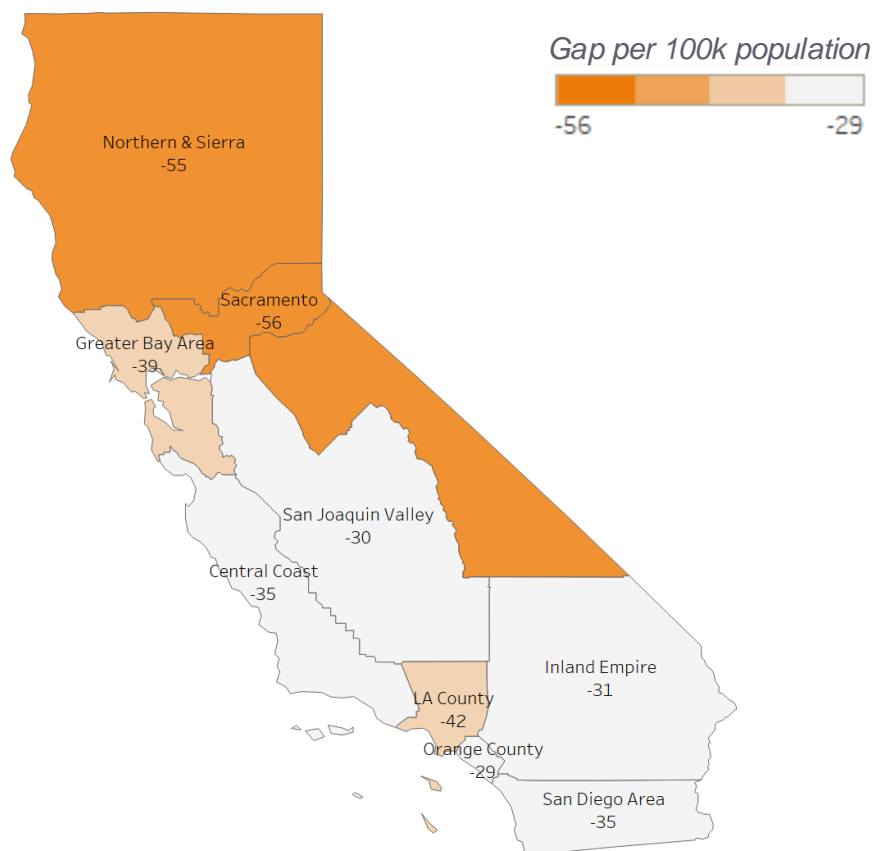 Gap per 100k population
-56
-29
Northern & Sierra
-55
Sacramento
-56
Greater Bay Area
-39
San Joaquin Valley
-30
Central Coast
-35
Inland Empire
-31
LA County
-42
Orange County
-29
San Diego Area
-35